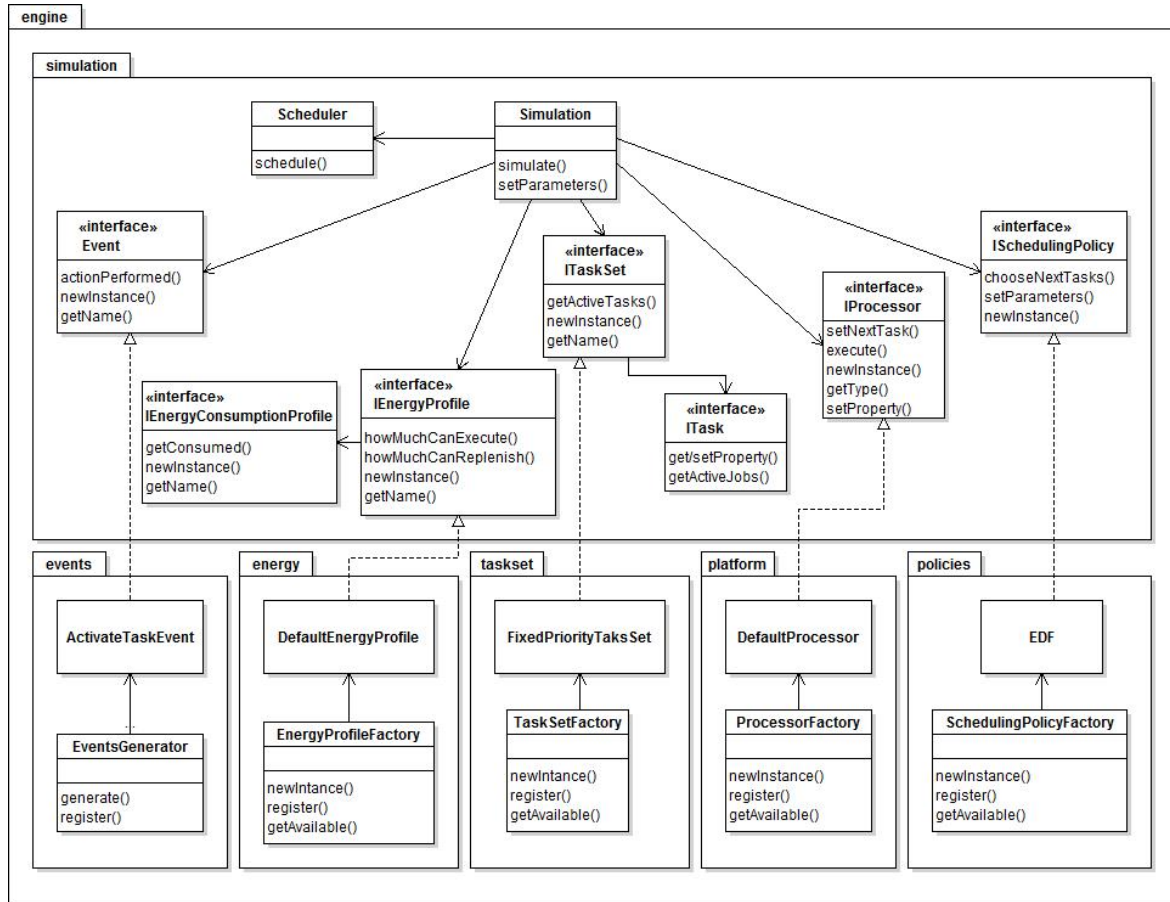 engine
simulation
Scheduler
schedule()
Simulation
simulate()
setParameters()
«interface»
Event
actionPerformed()
newInstance()
getName()
«interface»
ITaskSet
getActiveTasks()
newInstance()
getName()
«interface»
IProcessor
setNextTask()
execute()
newInstance()
getType()
setProperty()
«interface»
ISchedulingPolicy
chooseNextTasks()
setParameters()
newInstance()
«interface»
IEnergyConsumptionProfile
getConsumed()
newInstance()
getName()
«interface»
IEnergyProfile
howMuchCanExecute()
howMuchCanReplenish()
newInstance()
getName()
«interface»
ITask
get/setProperty()
getActiveJobs()
events
ActivateTaskEvent
...
EventsGenerator
generate()
register()
energy
DefaultEnergyProfile
EnergyProfileFactory
newIntance()
register()
getAvailable()
taskset
FixedPriorityTaksSet
TaskSetFactory
newIntance()
register()
getAvailable()
platform
DefaultProcessor
ProcessorFactory
newInstance()
register()
getAvailable()
policies
EDF
SchedulingPolicyFactory
newInstance()
register()
getAvailable()